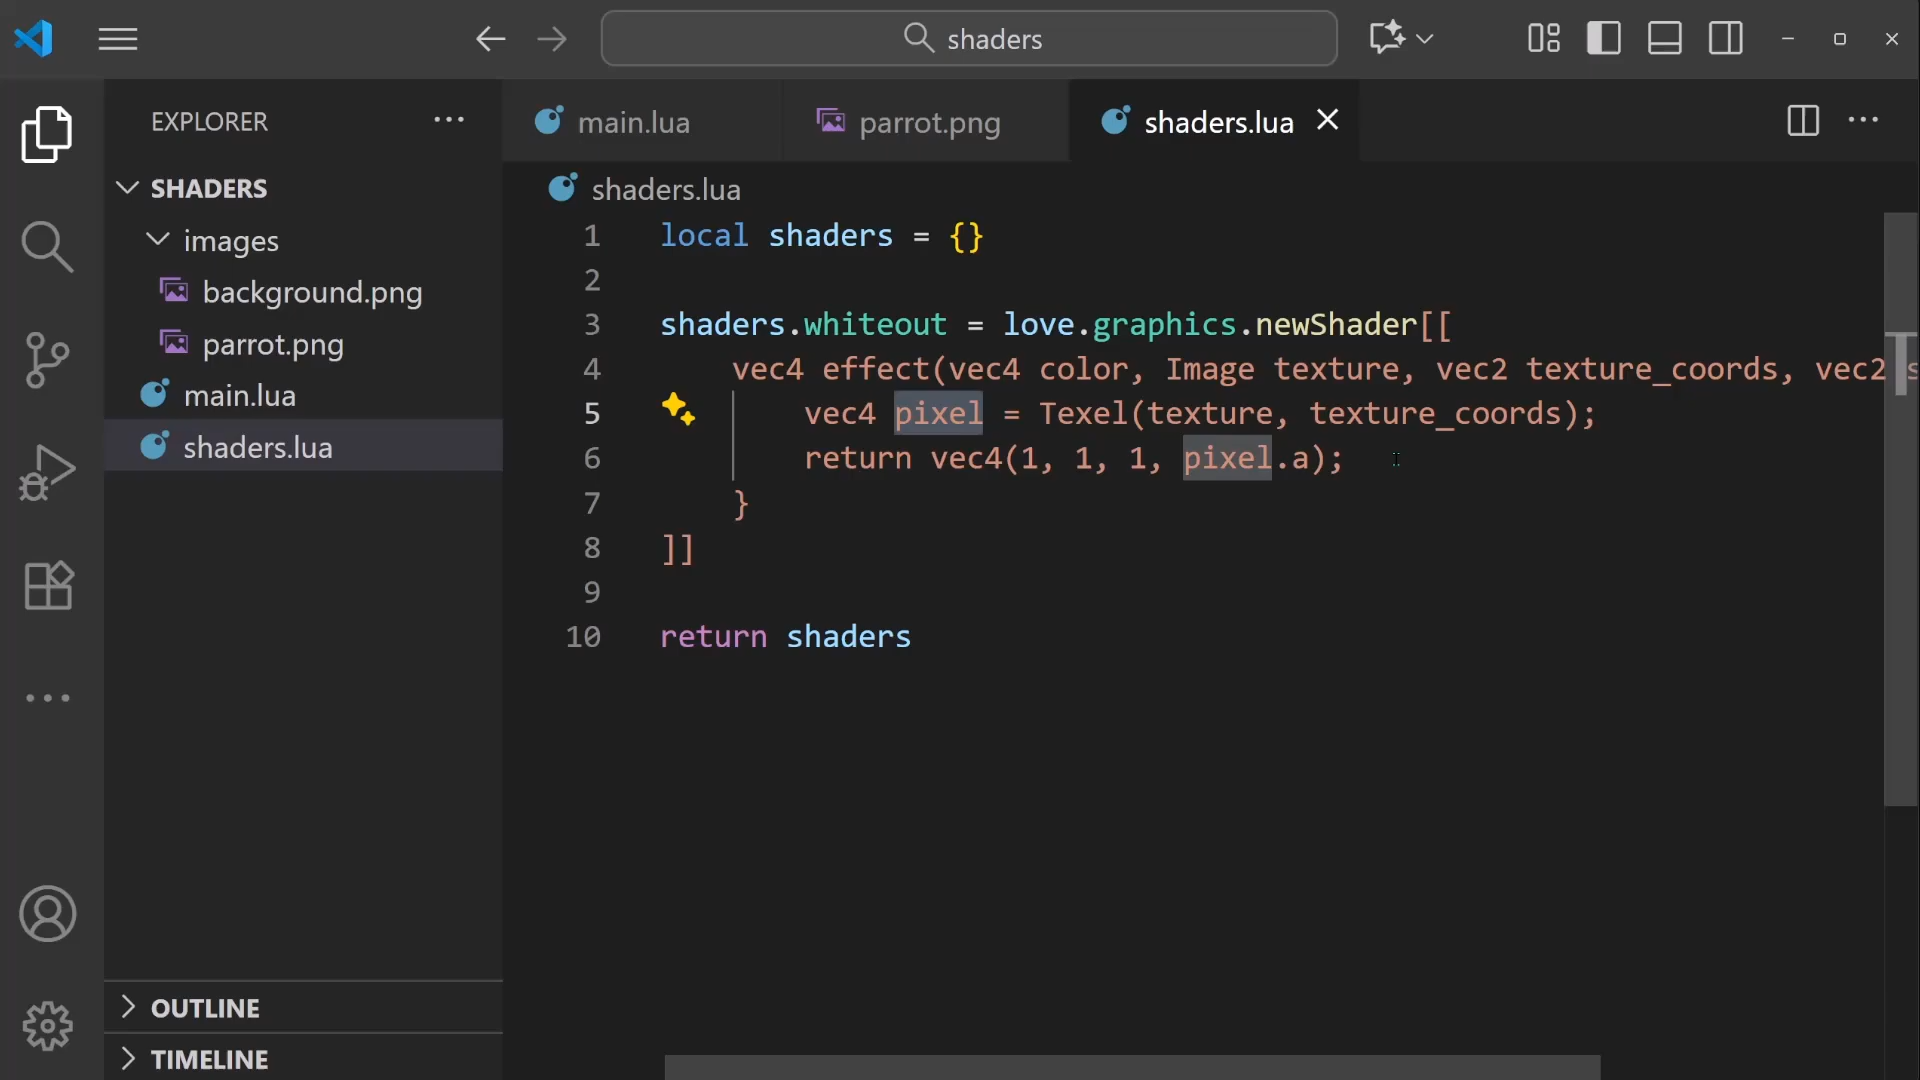 shaders
EXPLORER
SHADERS
images
background.png
parrot.png
main.lua
shaders.lua
OUTLINE
TIMELINE
main.lua
parrot.png
shaders.lua
shaders.lua
1 local shaders = {}
2
3 shaders.whiteout = love.graphics.newShader[[
4 vec4 effect(vec4 color, Image texture, vec2 texture_coords, vec2 s
5 vec4 pixel = Texel(texture, texture_coords);
6 return vec4(1, 1, 1, pixel.a);
7 }
8 ]]
9
10 return shaders